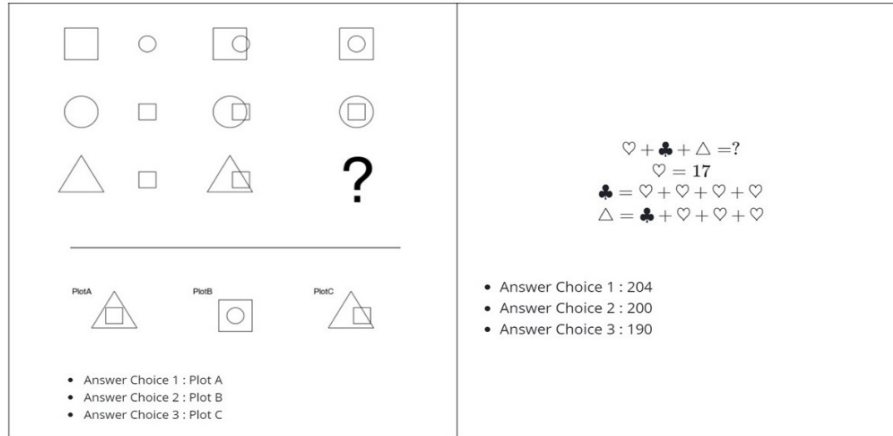 ?
PlotA
PlotB
PlotC
• Answer Choice 1 : Plot A
• Answer Choice 2 : Plot B
• Answer Choice 3 : Plot C
♡ + ♣ + △ =?
♡ = 17
♣ = ♡ + ♡ + ♡ + ♡
△ = ♣ + ♡ + ♡ + ♡
• Answer Choice 1 : 204
• Answer Choice 2 : 200
• Answer Choice 3 : 190